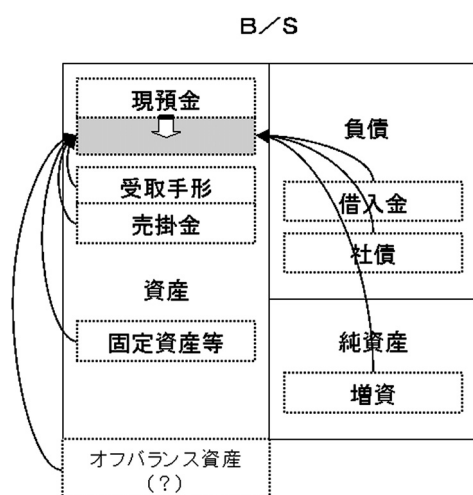 B/S
現預金
受取手形
売掛金
資産
固定資産等
オフバランス資産
(?)
負債
借入金
社債
純資産
増資